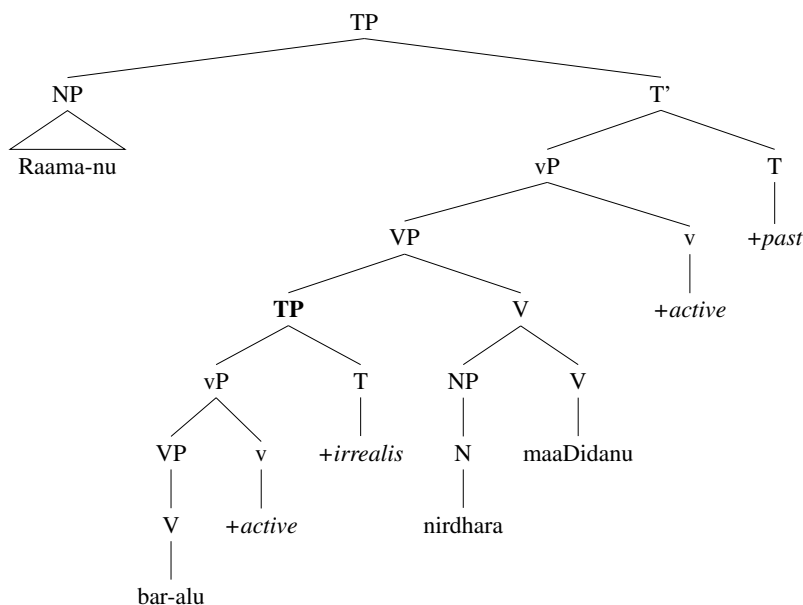 TP
NP T’
Raama-nu
vP T
VP v +past
TP V +active
vP T NP V
VP v +irrealis N maaDidanu
V +active nirdhara
bar-alu